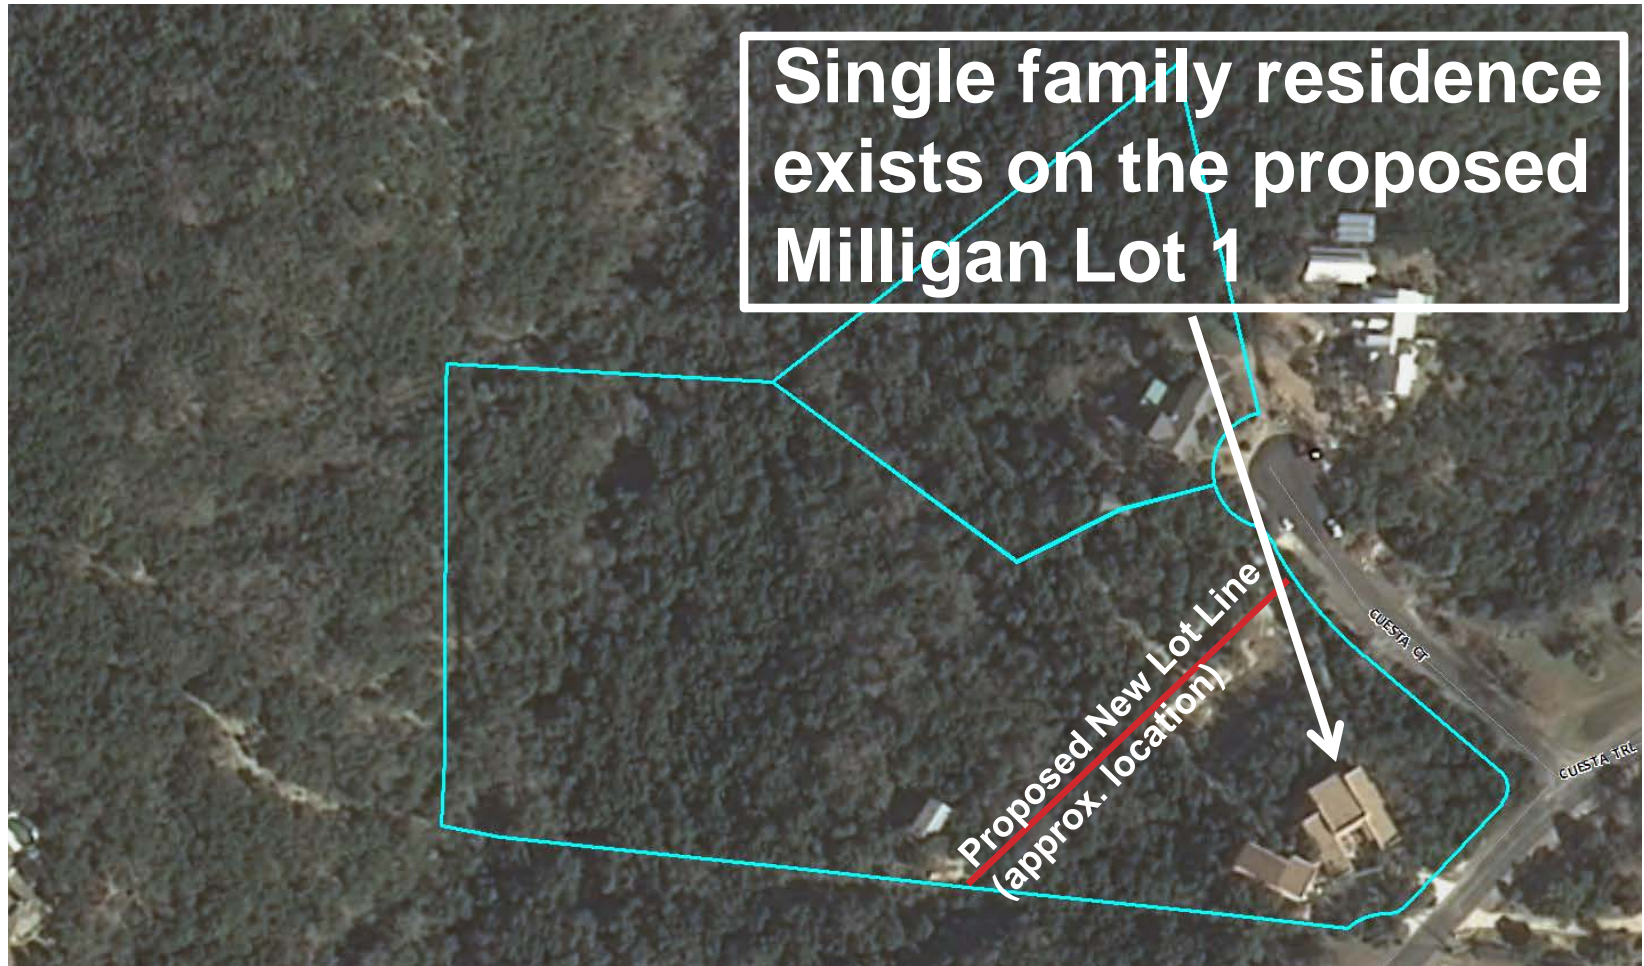 Single family residence
exists on the proposed
Milligan Lot 1
Proposed New Lot Line
(approx. location)
CUESTA CT
CUESTA TRL